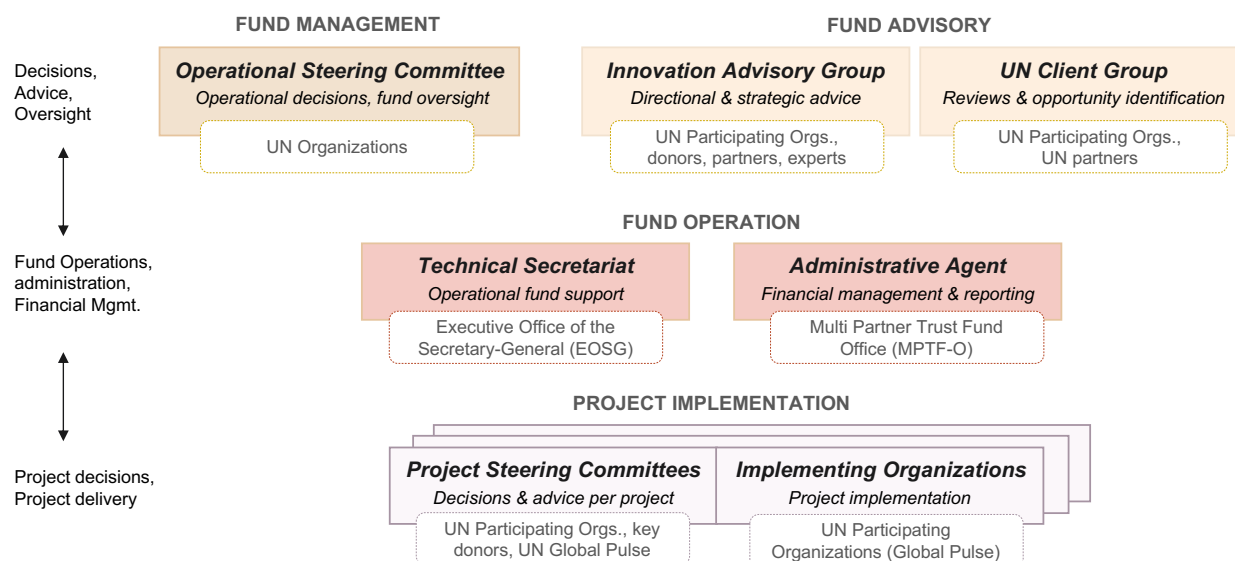 FUND MANAGEMENT
FUND ADVISORY
Decisions,
Advice,
Oversight
Operational Steering Committee
Operational decisions, fund oversight
UN Organizations
Innovation Advisory Group
Directional & strategic advice
UN Participating Orgs.,
donors, partners, experts
UN Client Group
Reviews & opportunity identification
UN Participating Orgs.,
UN partners
FUND OPERATION
Fund Operations,
administration,
Financial Mgmt.
Technical Secretariat
Operational fund support
Executive Office of the
Secretary-General (EOSG)
Administrative Agent
Financial management & reporting
Multi Partner Trust Fund
Office (MPTF-O)
PROJECT IMPLEMENTATION
Project decisions,
Project delivery
Project Steering Committees
Decisions & advice per project
UN Participating Orgs., key
donors, UN Global Pulse
Implementing Organizations
Project implementation
UN Participating
Organizations (Global Pulse)